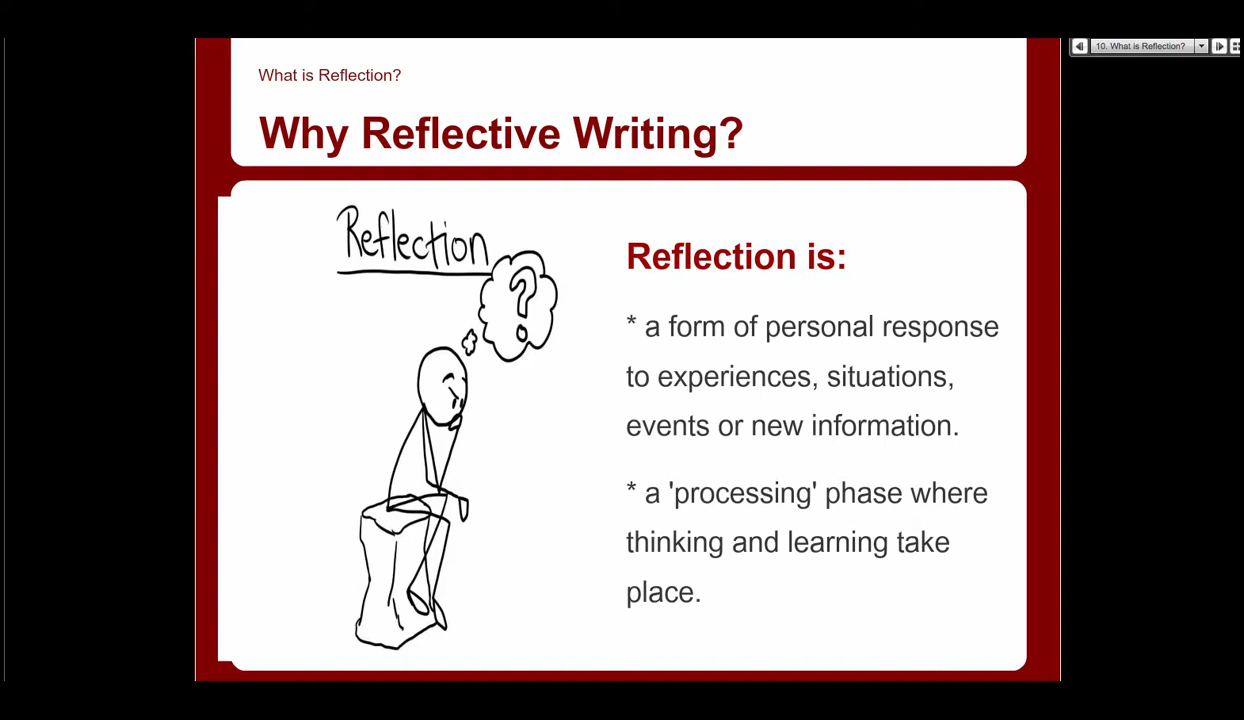 What is Reflection?
10. What is Reflection?
Why Reflective Writing?
Reflection
?
Reflection is:
* a form of personal response
to experiences, situations,
events or new information.
* a 'processing' phase where
thinking and learning take
place.